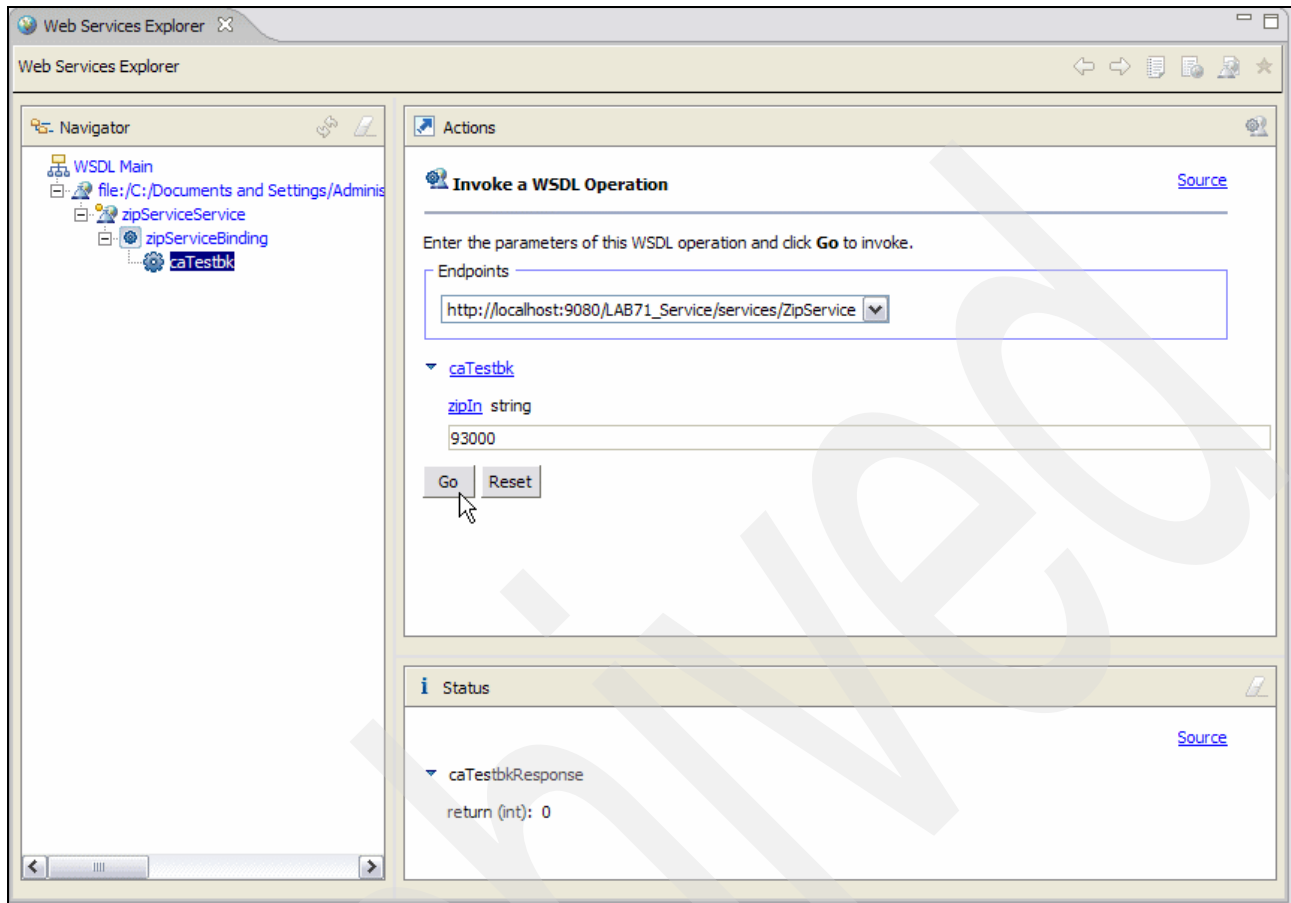 Web Services Explorer
Web Services Explorer
Navigator
WSDL Main
file:/C:/Documents and Settings/Adminis
zipServiceService
zipServiceBinding
caTestbk
Actions
Invoke a WSDL Operation
Source
Enter the parameters of this WSDL operation and click Go to invoke.
Endpoints
http://localhost:9080/LAB71_Service/services/ZipService
caTestbk
zipIn string
93000
Go Reset
i Status
Source
caTestbkResponse
return (int): 0
hived